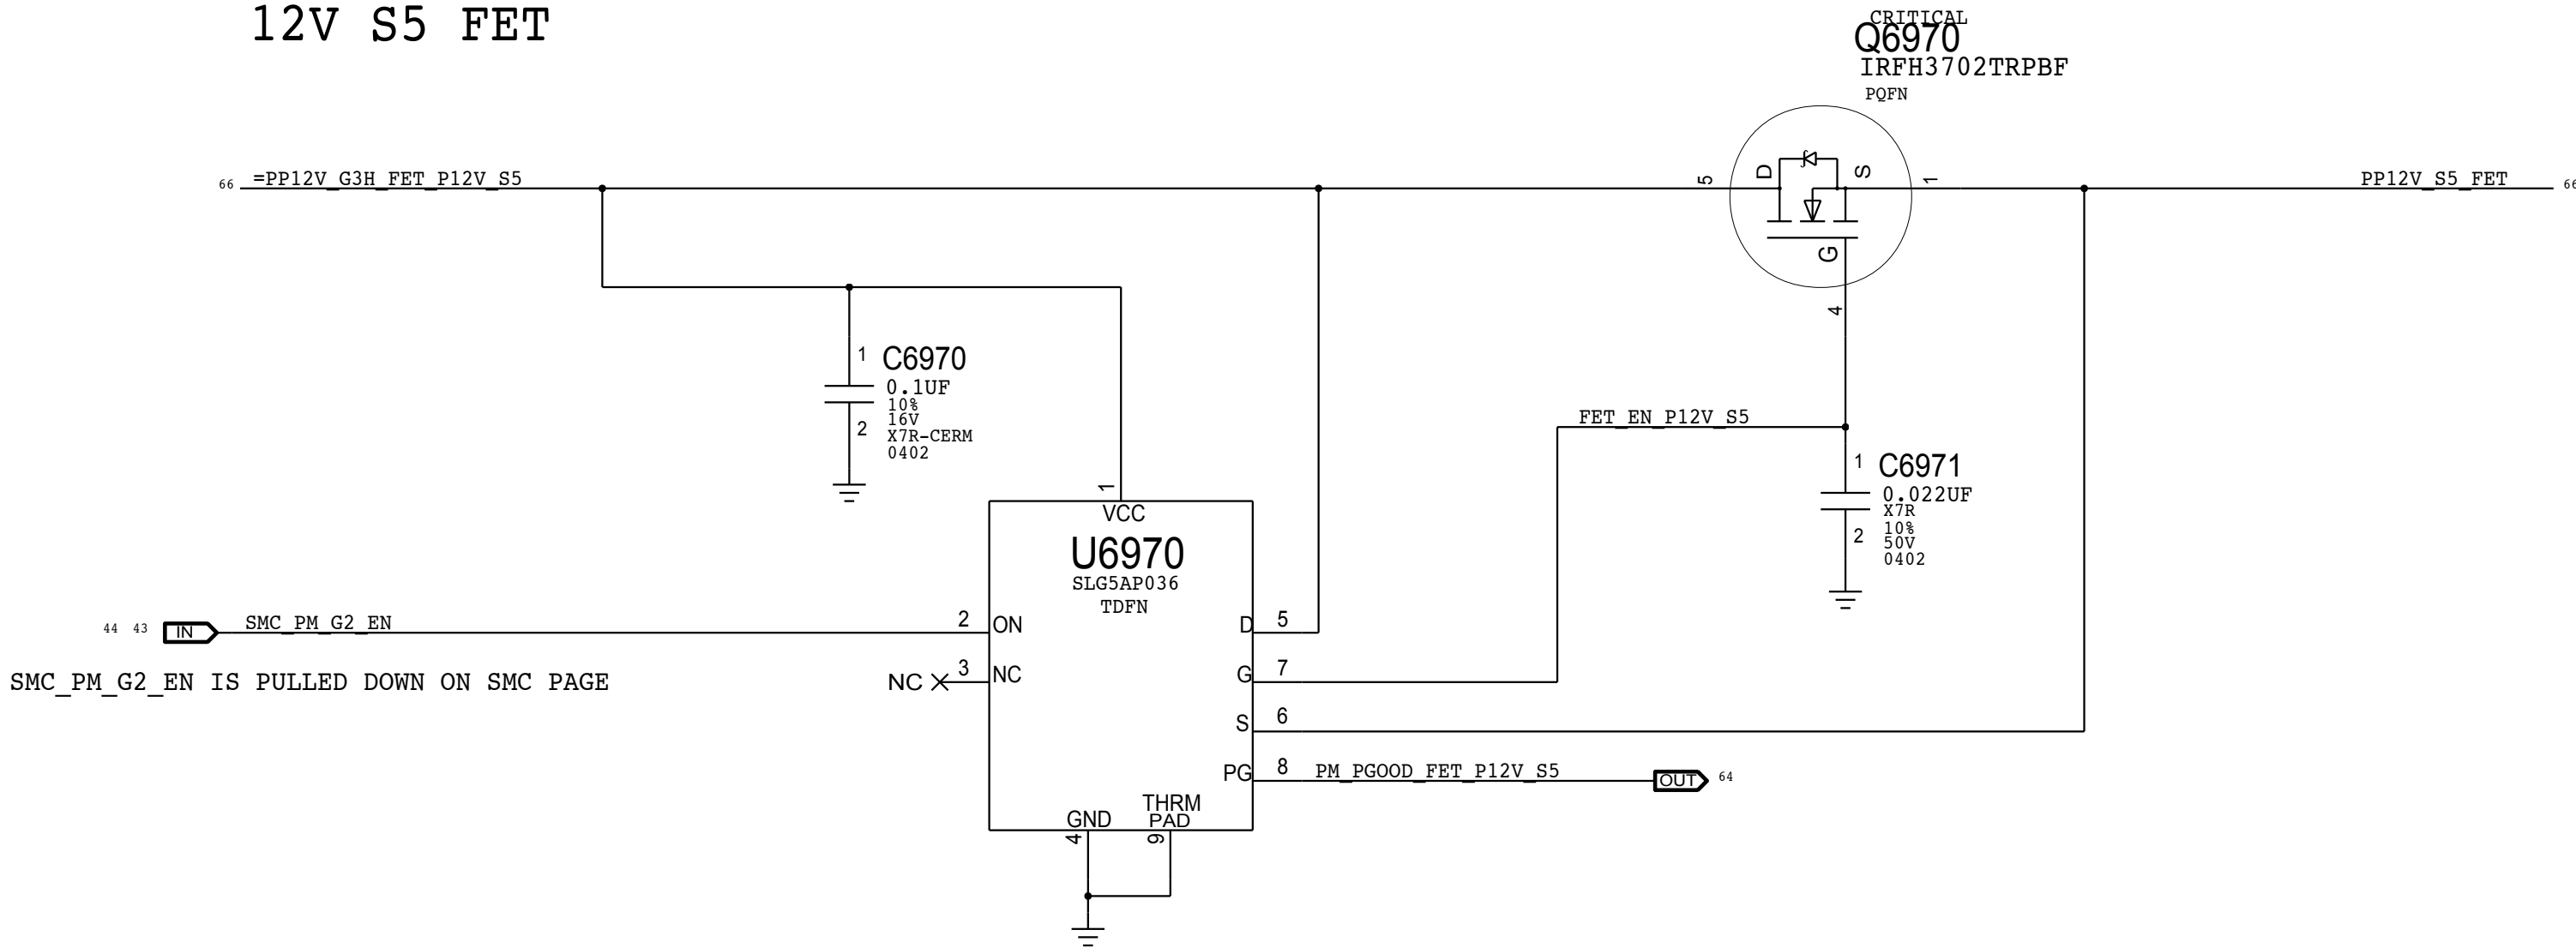 12V S5 FET
CRITICAL
Q6970
IRFH3702TRPBF
PQFN
66 =PP12V_G3H_FET_P12V_S5
5
D
S
1
G
4
PP12V_S5_FET 66
1 C6970
0.1UF
10%
16V
2
X7R-CERM
0402
FET_EN_P12V_S5
1 C6971
0.022UF
X7R
10%
2
50V
0402
1
VCC
U6970
SLG5AP036
TDFN
44 43 IN SMC_PM_G2_EN
2 ON
D 5
SMC_PM_G2_EN IS PULLED DOWN ON SMC PAGE
NC 3 NC
G 7
S 6
PG 8 PM_PGOOD_FET_P12V_S5 OUT 64
THRM
GND PAD
4 9